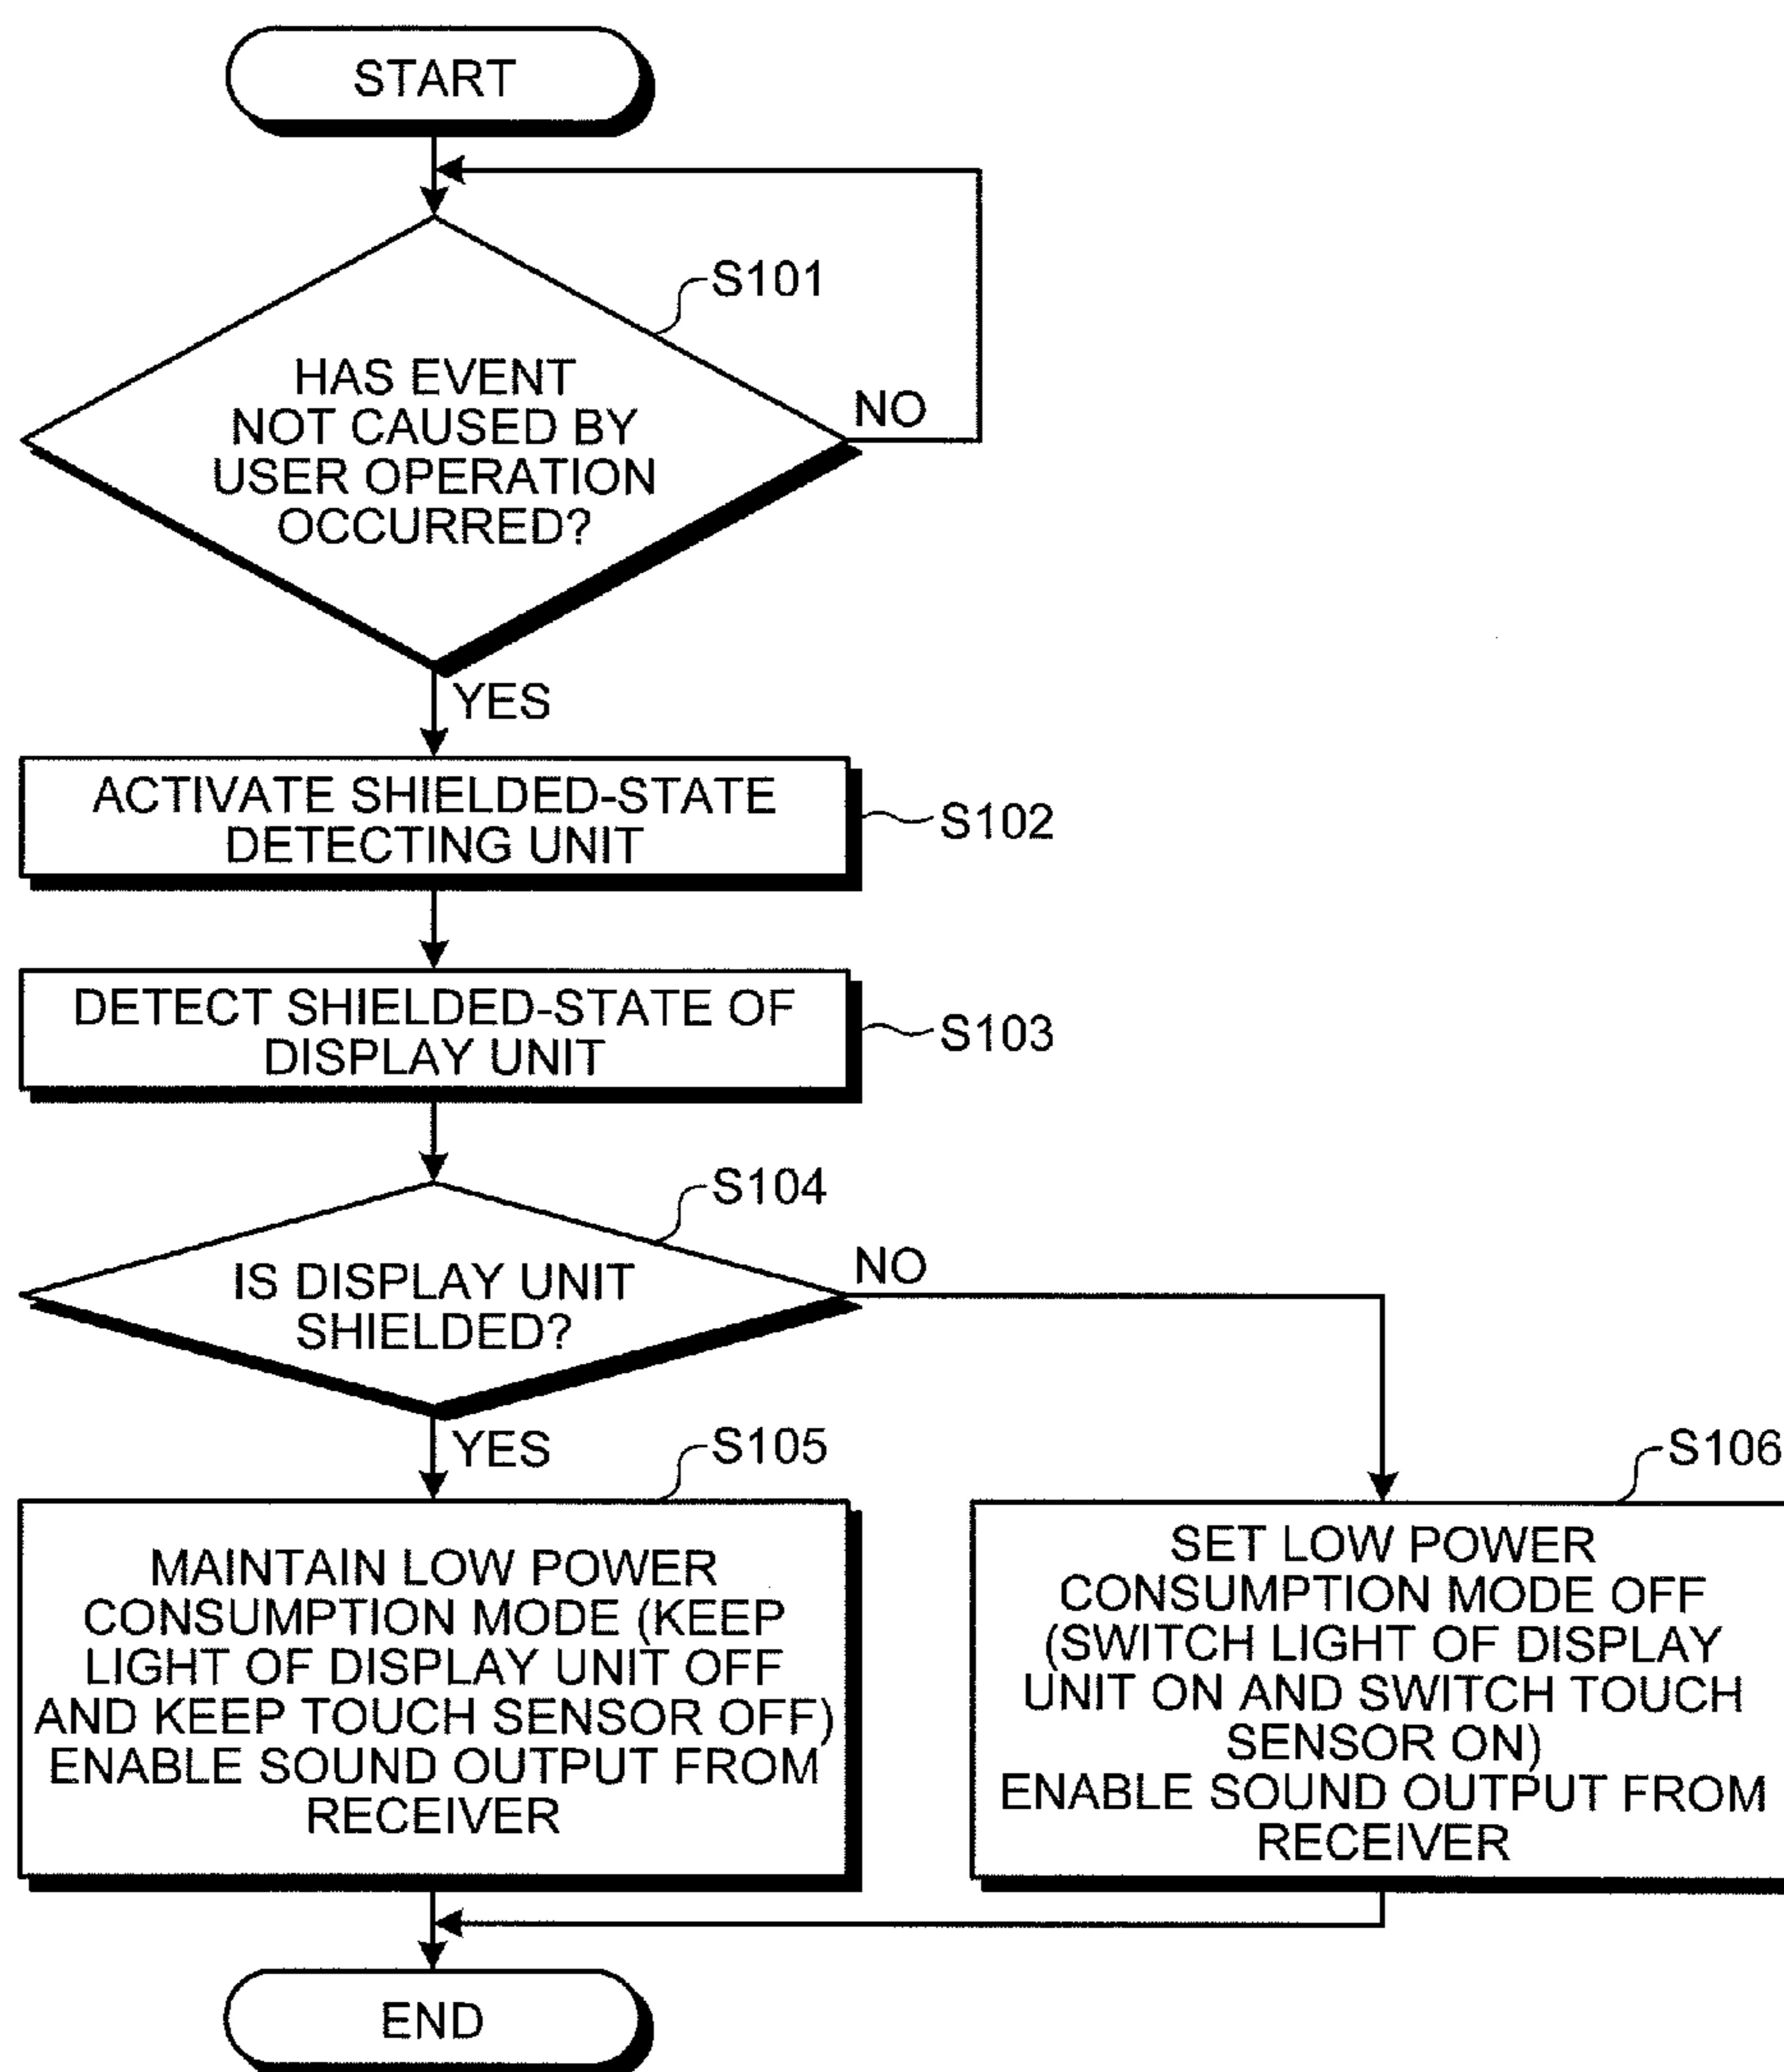 START
S101
HAS EVENT
NOT CAUSED BY
USER OPERATION
OCCURRED?
NO
YES
ACTIVATE SHIELDED-STATE
DETECTING UNIT
S102
DETECT SHIELDED-STATE OF
DISPLAY UNIT
S103
S104
IS DISPLAY UNIT
SHIELDED?
NO
YES
S105
MAINTAIN LOW POWER
CONSUMPTION MODE (KEEP
LIGHT OF DISPLAY UNIT OFF
AND KEEP TOUCH SENSOR OFF)
ENABLE SOUND OUTPUT FROM
RECEIVER
S106
SET LOW POWER
CONSUMPTION MODE OFF
(SWITCH LIGHT OF DISPLAY
UNIT ON AND SWITCH TOUCH
SENSOR ON)
ENABLE SOUND OUTPUT FROM
RECEIVER
END